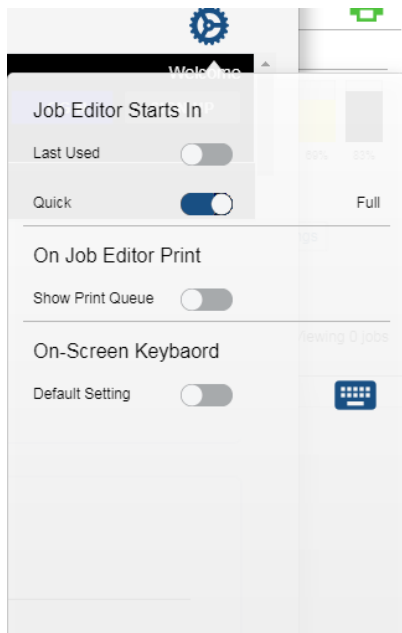 Welcome
Job Editor Starts In
Last Used
69% 83%
Quick Full
On Job Editor Print
Show Print Queue
On-Screen Keybaord
Viewing 0 jobs
Default Setting